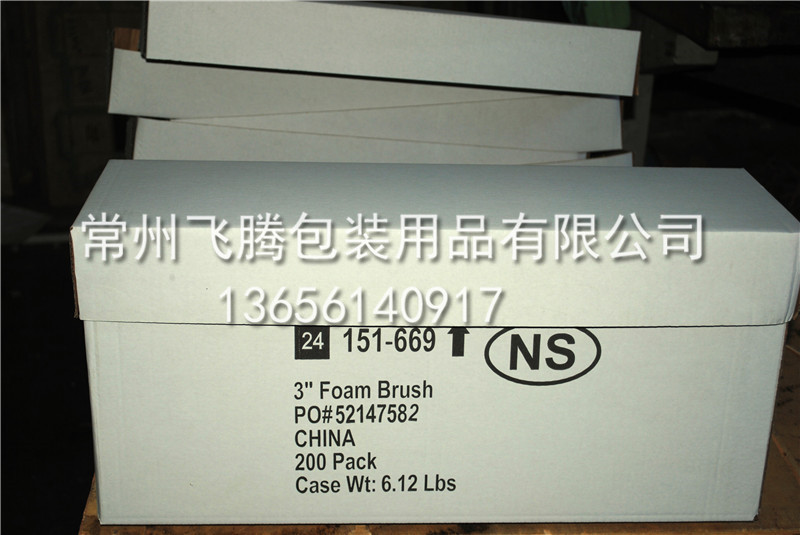 常州飞腾包装用品有限公司
13656140917
24 151-669 NS
3" Foam Brush
PO#52147582
CHINA
200 Pack
Case Wt: 6.12 Lbs